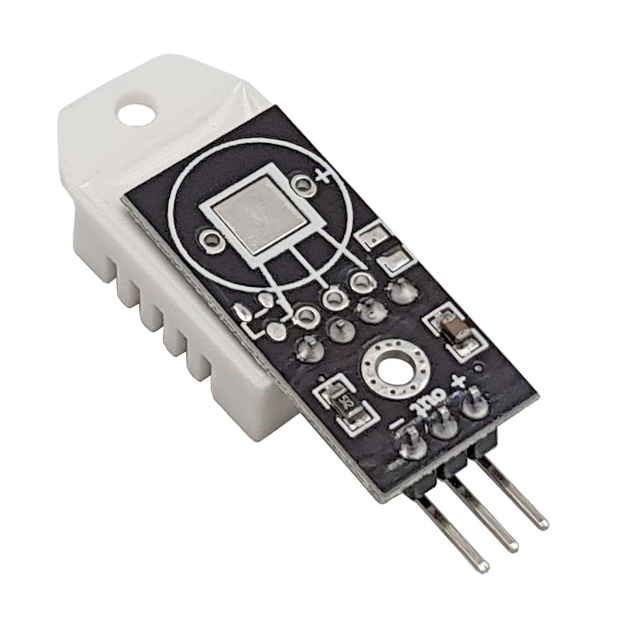 +
- out +